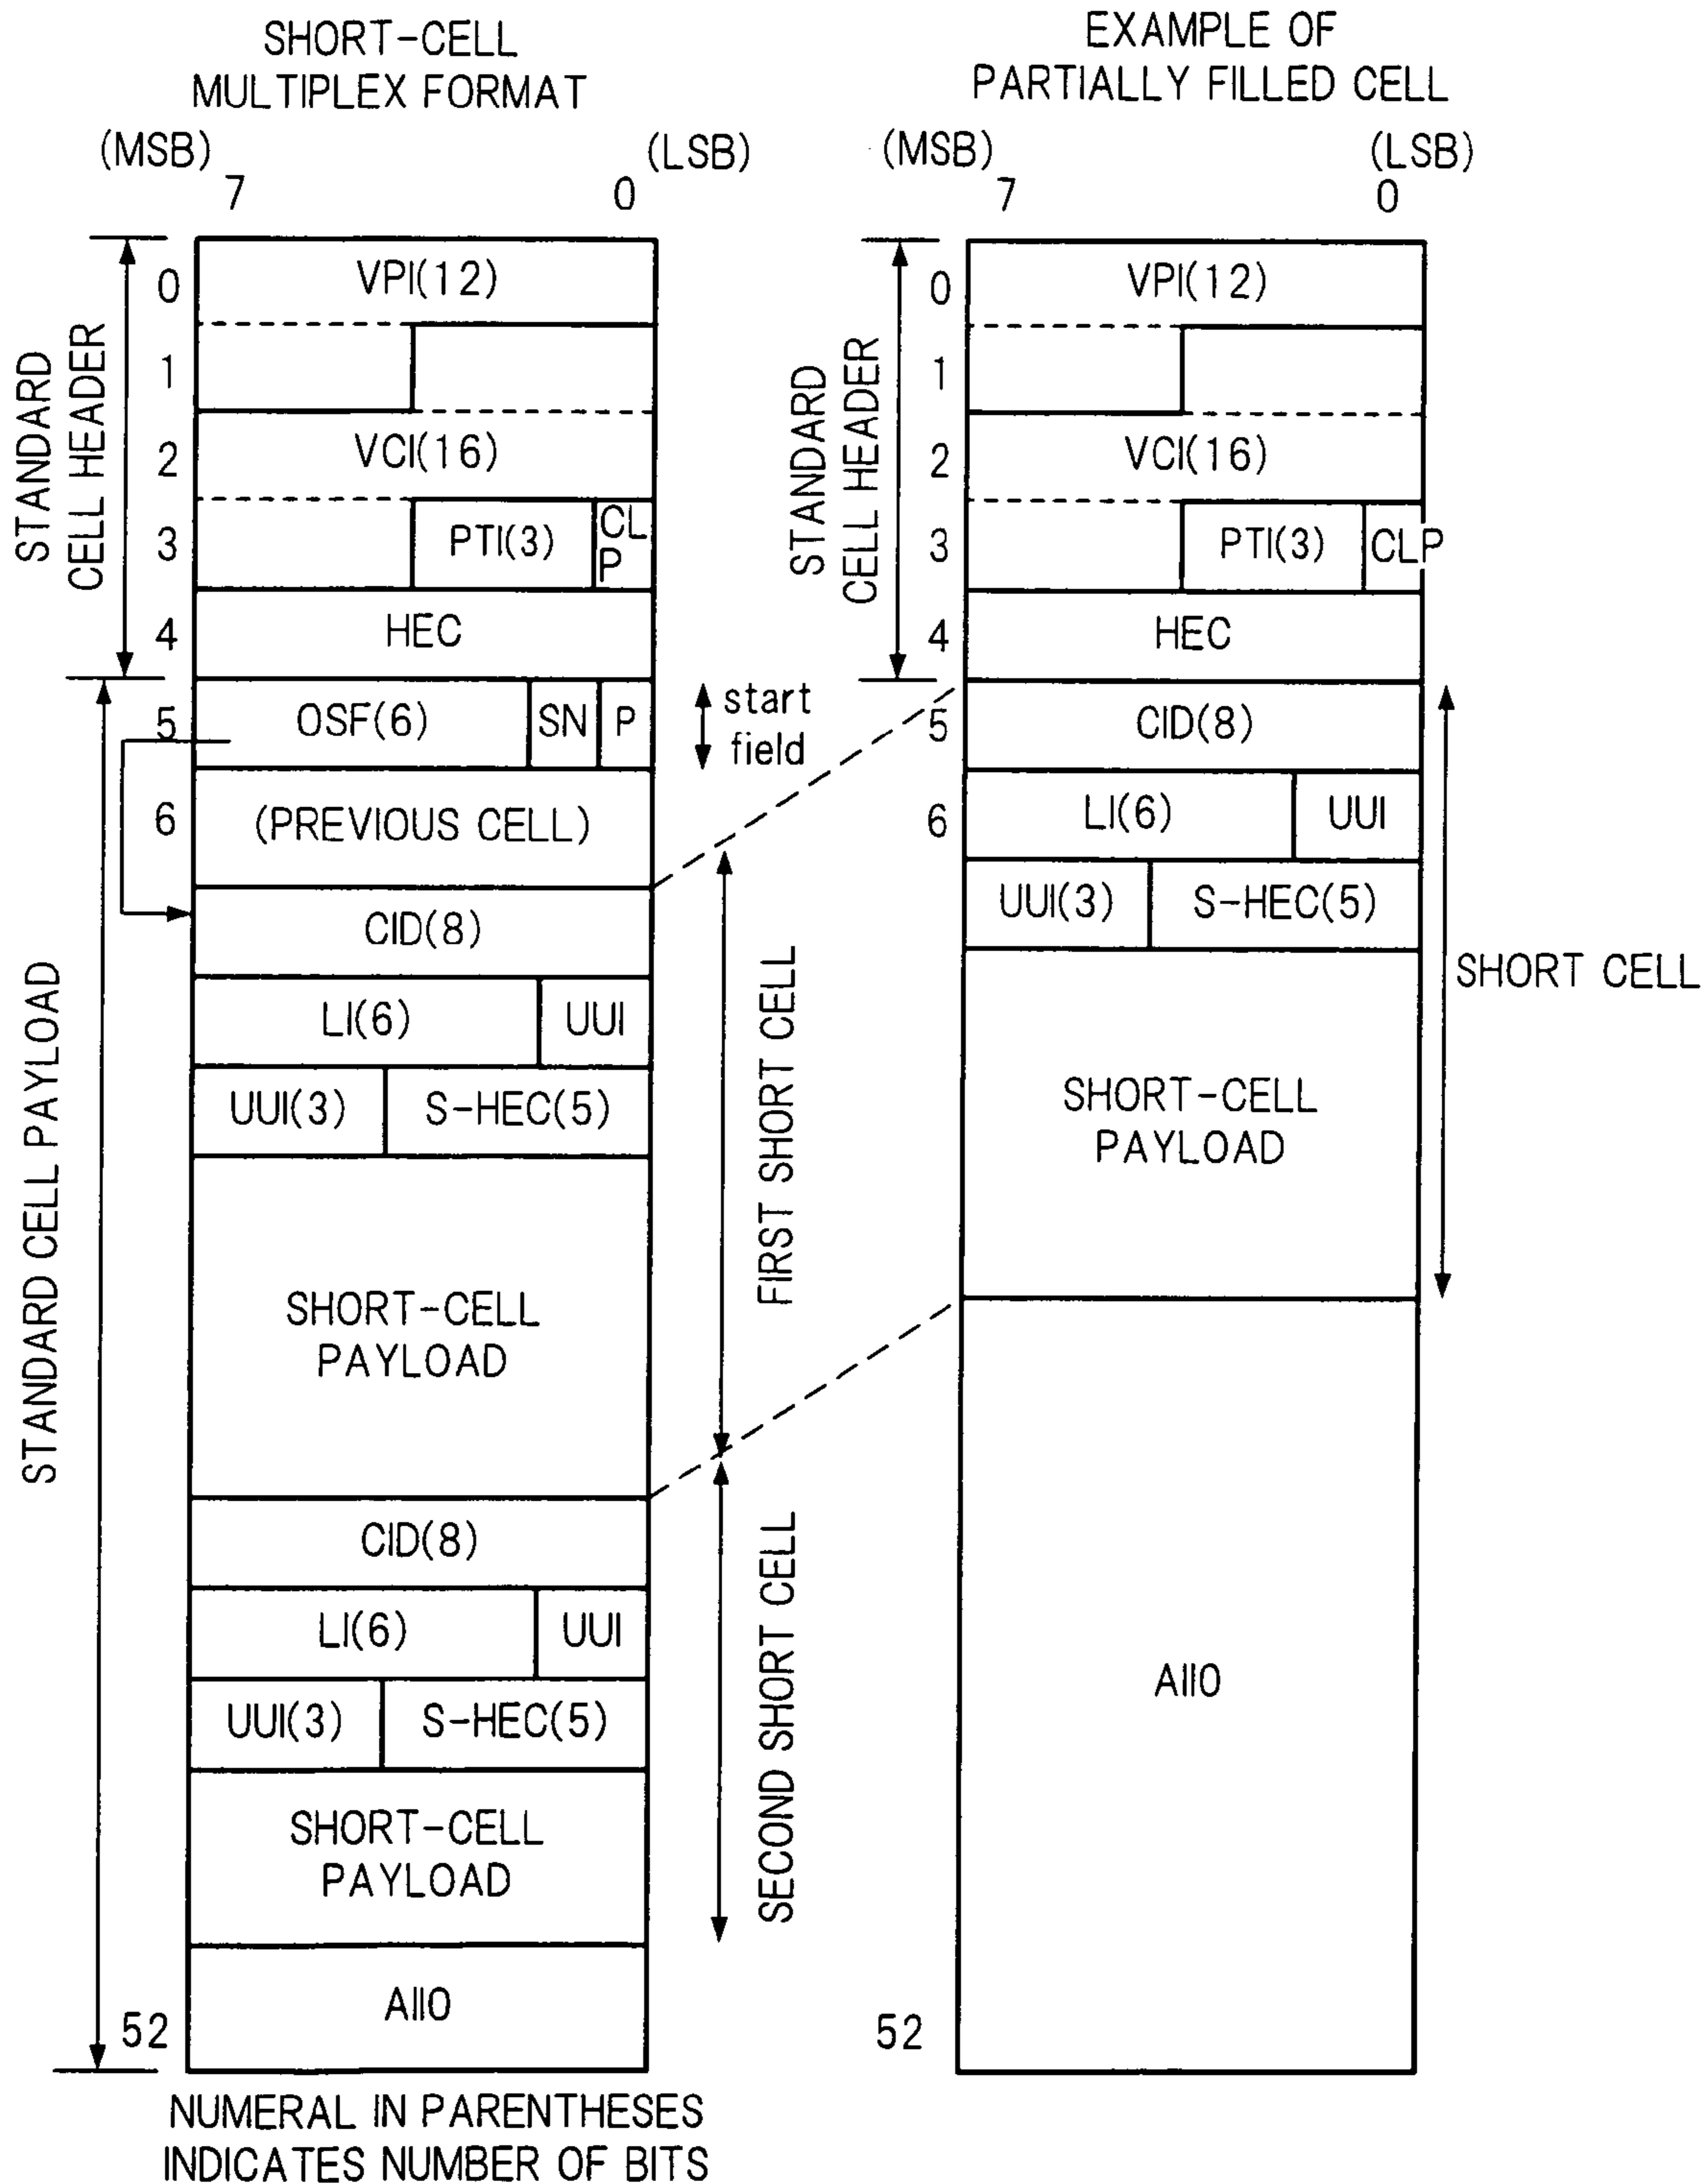 SHORT-CELL
MULTIPLEX FORMAT
(MSB)
7
(LSB)
0
STANDARD
CELL HEADER
0
VPI(12)
1
2
VCI(16)
3
PTI(3)
CL
P
4
HEC
STANDARD CELL PAYLOAD
5
OSF(6)
SN
P
start
field
6
(PREVIOUS CELL)
CID(8)
LI(6)
UUI
UUI(3)
S-HEC(5)
SHORT-CELL
PAYLOAD
FIRST SHORT CELL
CID(8)
LI(6)
UUI
UUI(3)
S-HEC(5)
SHORT-CELL
PAYLOAD
SECOND SHORT CELL
All0
52
NUMERAL IN PARENTHESES
INDICATES NUMBER OF BITS
EXAMPLE OF
PARTIALLY FILLED CELL
(MSB)
7
(LSB)
0
STANDARD
CELL HEADER
0
VPI(12)
1
2
VCI(16)
3
PTI(3)
CLP
4
HEC
5
CID(8)
6
LI(6)
UUI
UUI(3)
S-HEC(5)
SHORT CELL
SHORT-CELL
PAYLOAD
All0
52